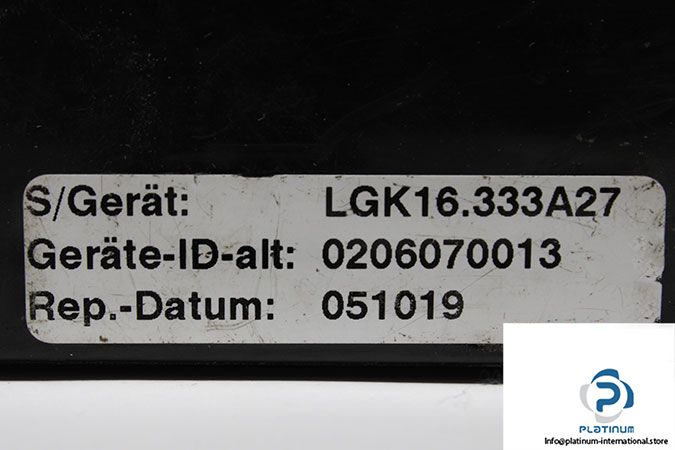 S/Gerät: LGK16.333A27
Geräte-ID-alt: 0206070013
Rep.-Datum: 051019
PLATINUM
Info@platinum-international.store